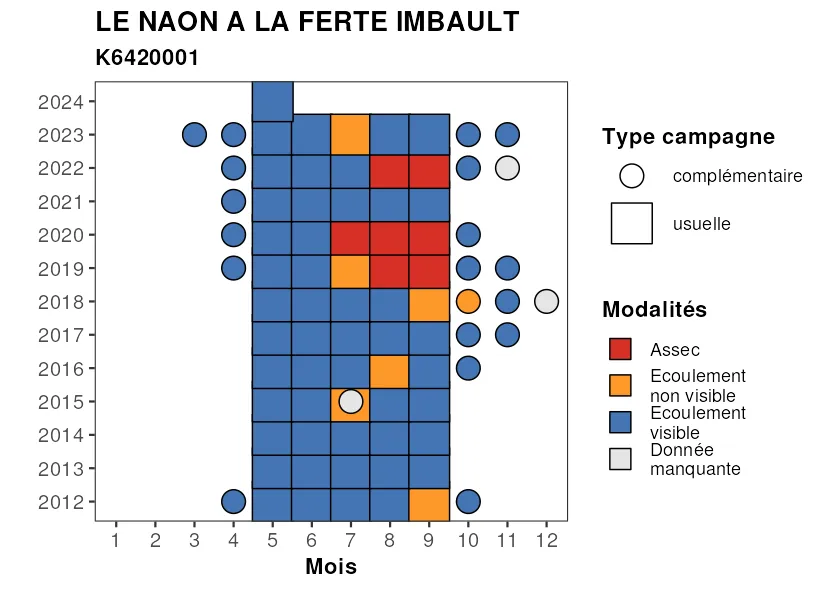 LE NAON A LA FERTE IMBAULT
K6420001
2024
2023
2022
2021
2020
2019
2018
2017
2016
2015
2014
2013
2012
1 2 3 4 5 6 7 8 9 10 11 12
Mois
Type campagne
complémentaire
usuelle
Modalités
Assec
Ecoulement
non visible
Ecoulement
visible
Donnée
manquante